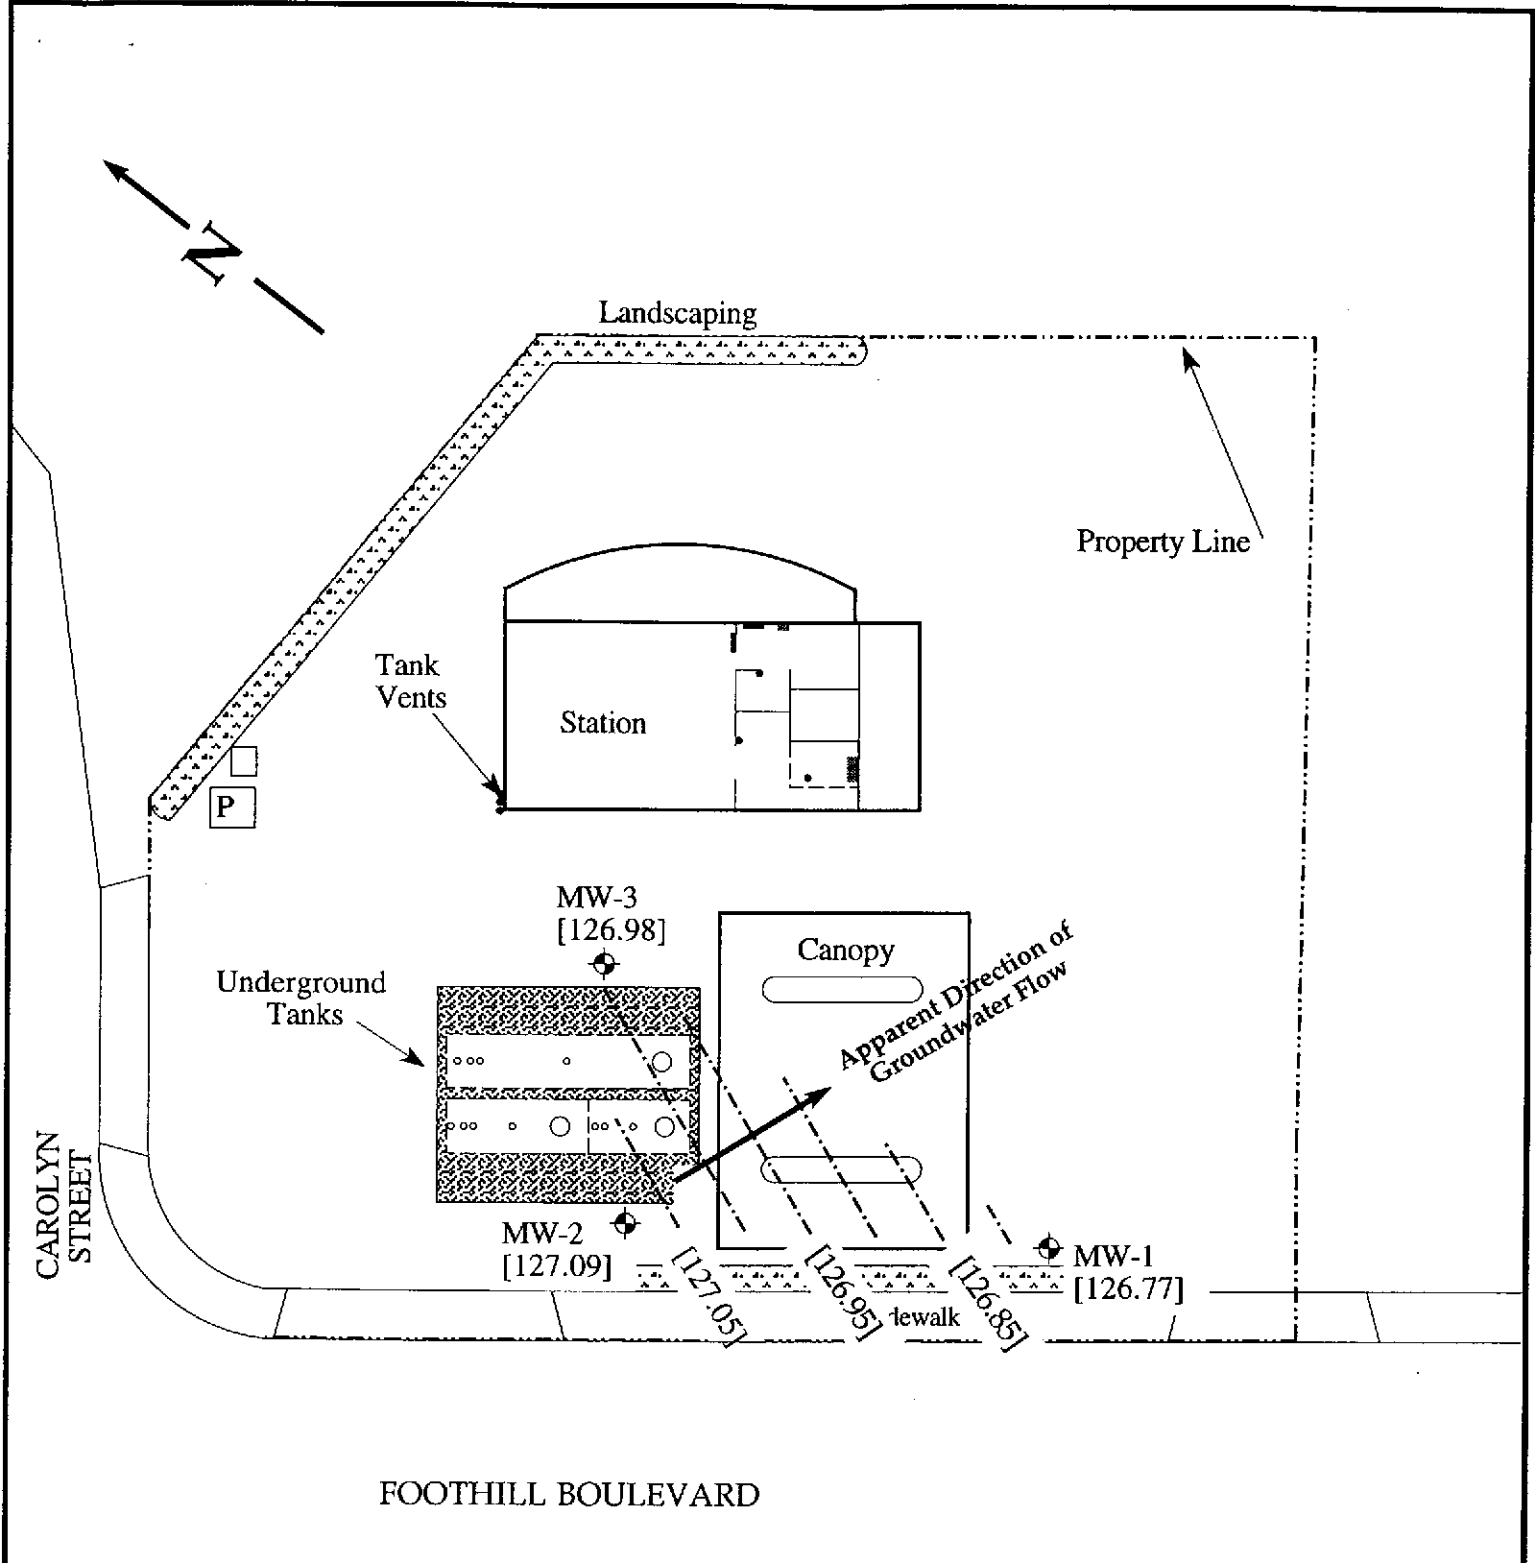 N
Landscaping
Property Line
Tank
Vents
Station
P
MW-3
[126.98]
Canopy
Apparent Direction of
Groundwater Flow
Underground
Tanks
CAROLYN
STREET
MW-2
[127.09]
MW-1
[126.77]
[127.05]
[126.95]
[126.85]
lewalk
FOOTHILL BOULEVARD